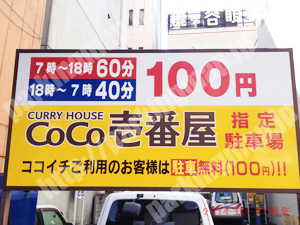 7時～18時 60分
18時～ 7時 40分
100円
CURRY HOUSE
CoCo壱番屋
指定
駐車場
ココイチご利用のお客様は駐車無料(100円)!!